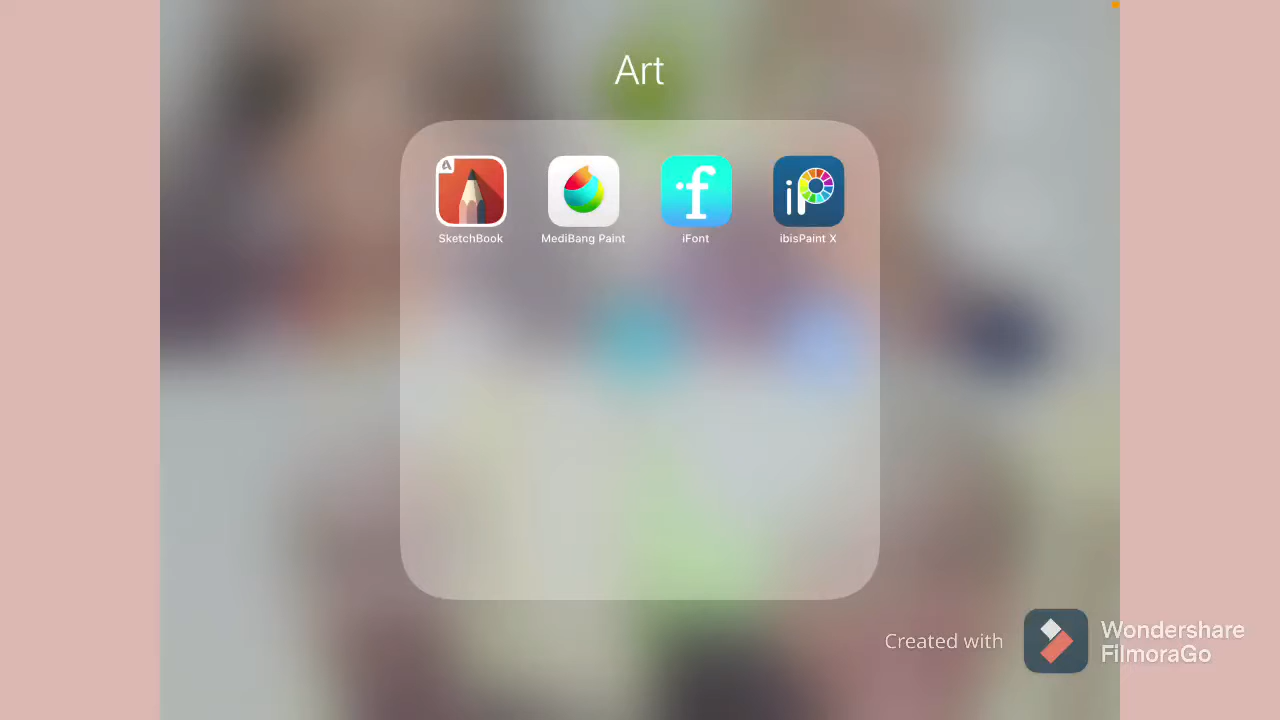 Art
SketchBook MediBang Paint iFont ibisPaint X
Created with
Wondershare
FilmoraGo